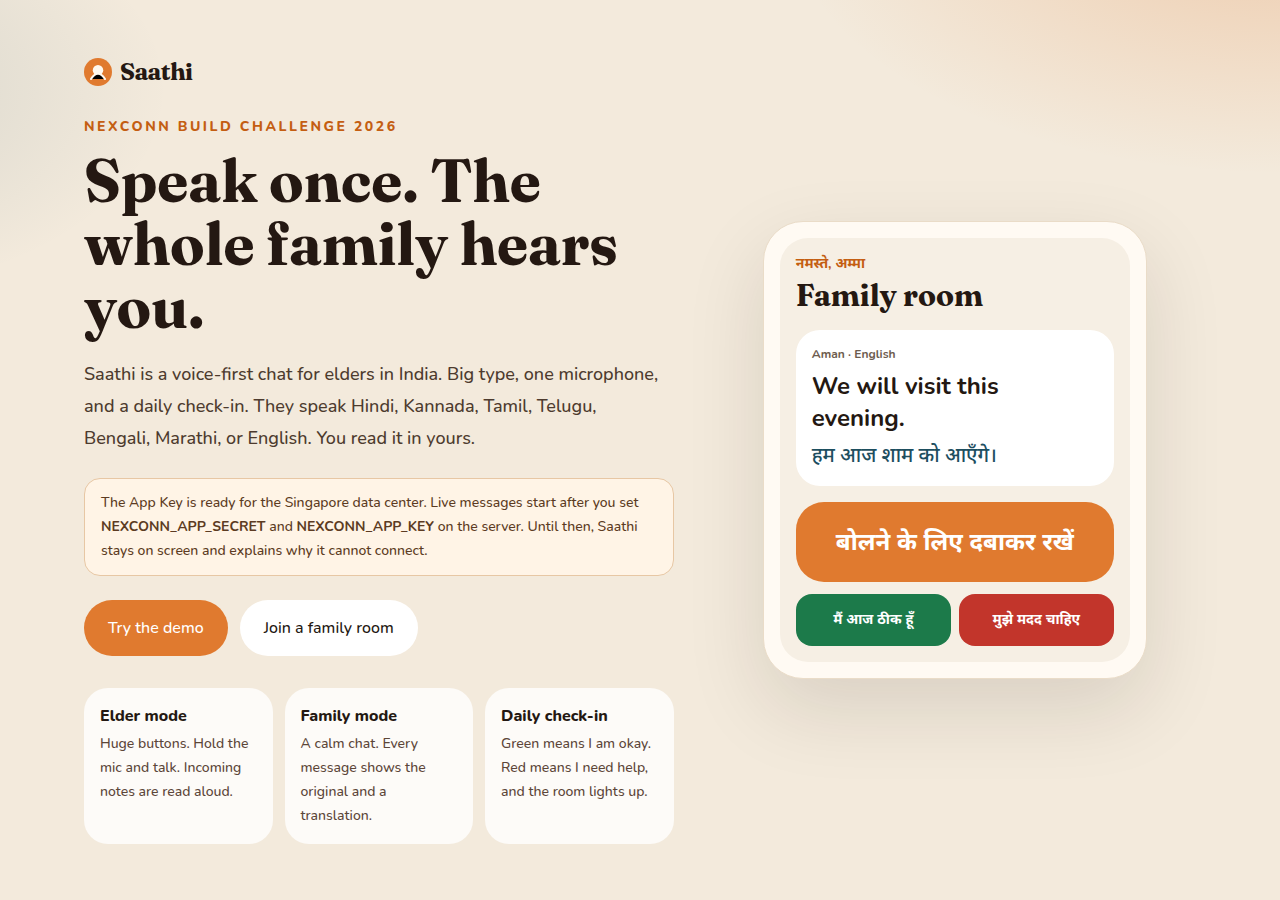 Saathi
NEXCONN BUILD CHALLENGE 2026
Speak once. The
whole family hears
you.
Saathi is a voice-first chat for elders in India. Big type, one microphone,
and a daily check-in. They speak Hindi, Kannada, Tamil, Telugu,
Bengali, Marathi, or English. You read it in yours.
The App Key is ready for the Singapore data center. Live messages start after you set
NEXCONN_APP_SECRET and NEXCONN_APP_KEY on the server. Until then, Saathi
stays on screen and explains why it cannot connect.
Try the demo
Join a family room
Elder mode
Huge buttons. Hold the
mic and talk. Incoming
notes are read aloud.
Family mode
A calm chat. Every
message shows the
original and a
translation.
Daily check-in
Green means I am okay.
Red means I need help,
and the room lights up.
नमस्ते, अम्मा
Family room
Aman · English
We will visit this
evening.
हम आज शाम को आएँगे।
बोलने के लिए दबाकर रखें
मैं आज ठीक हूँ
मुझे मदद चाहिए